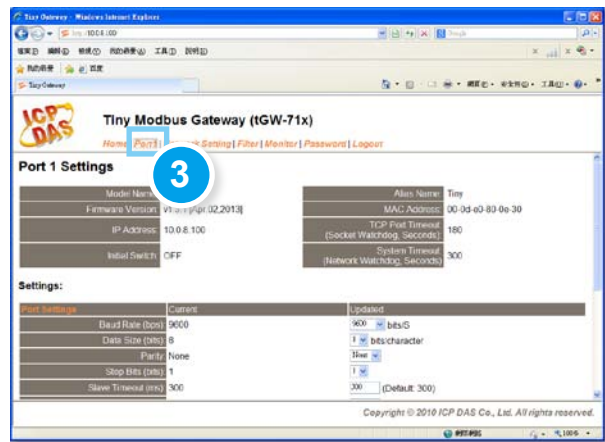 Tiny Gateway - Windows Internet Explorer
ICP DAS
Tiny Modbus Gateway (tGW-71x)
Home Port1 Setting | Filter | Monitor | Password | Logout
3
Port 1 Settings
Model Name Alias Name Tiny
Firmware Version [Apr.02,2013] MAC Address 00-0d-e0-80-0e-30
IP Address 10.0.8.100 TCP Port Timeout (Socket Watchdog, Seconds) 180
Initial Switch OFF System Timeout (Network Watchdog, Seconds) 300
Settings:
Port Settings Current Updated
Baud Rate (bps) 9600 9600 bits/S
Data Size (bits) 8 bits/character
Parity None None
Stop Bits (bits) 1 1
Slave Timeout (ms) 300 300 (Default: 300)
Copyright © 2010 ICP DAS Co., Ltd. All rights reserved.
100%